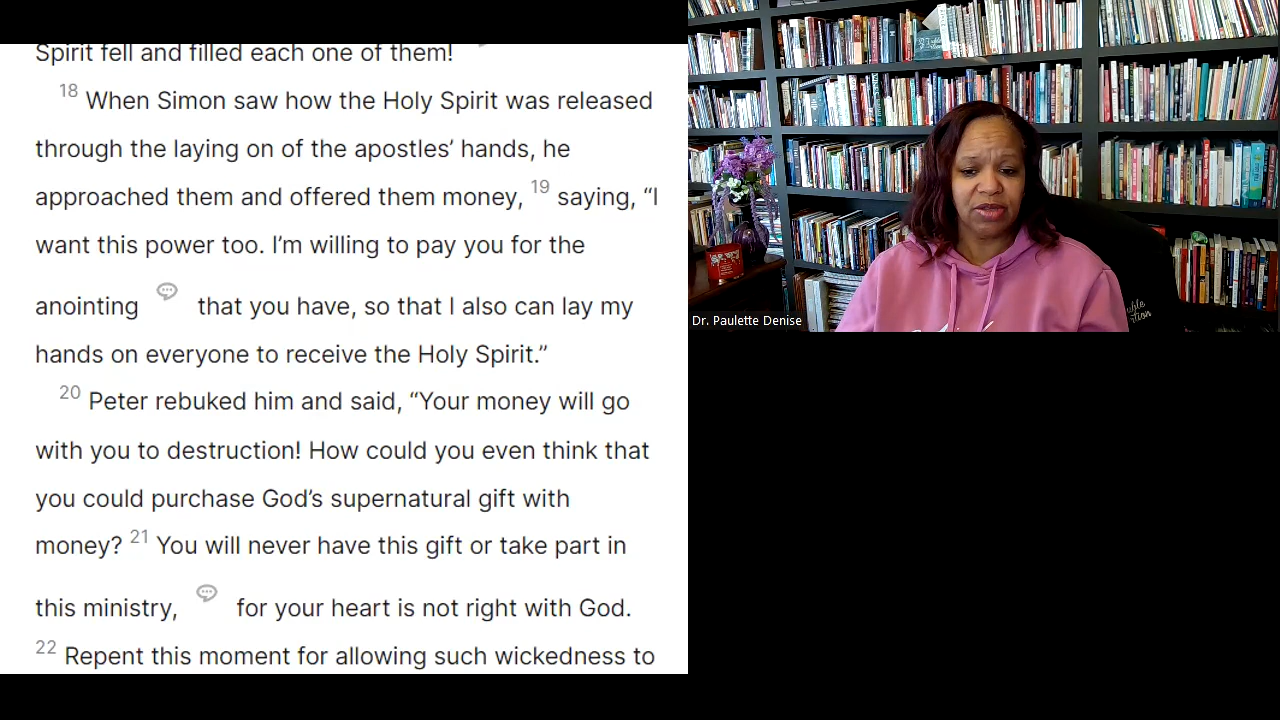 Spirit fell and filled each one of them!
18 When Simon saw how the Holy Spirit was released
through the laying on of the apostles’ hands, he
approached them and offered them money, 19 saying, “I
want this power too. I’m willing to pay you for the
anointing that you have, so that I also can lay my
hands on everyone to receive the Holy Spirit.”
20 Peter rebuked him and said, “Your money will go
with you to destruction! How could you even think that
you could purchase God’s supernatural gift with
money? 21 You will never have this gift or take part in
this ministry, for your heart is not right with God.
22 Repent this moment for allowing such wickedness to
Dr. Paulette Denise